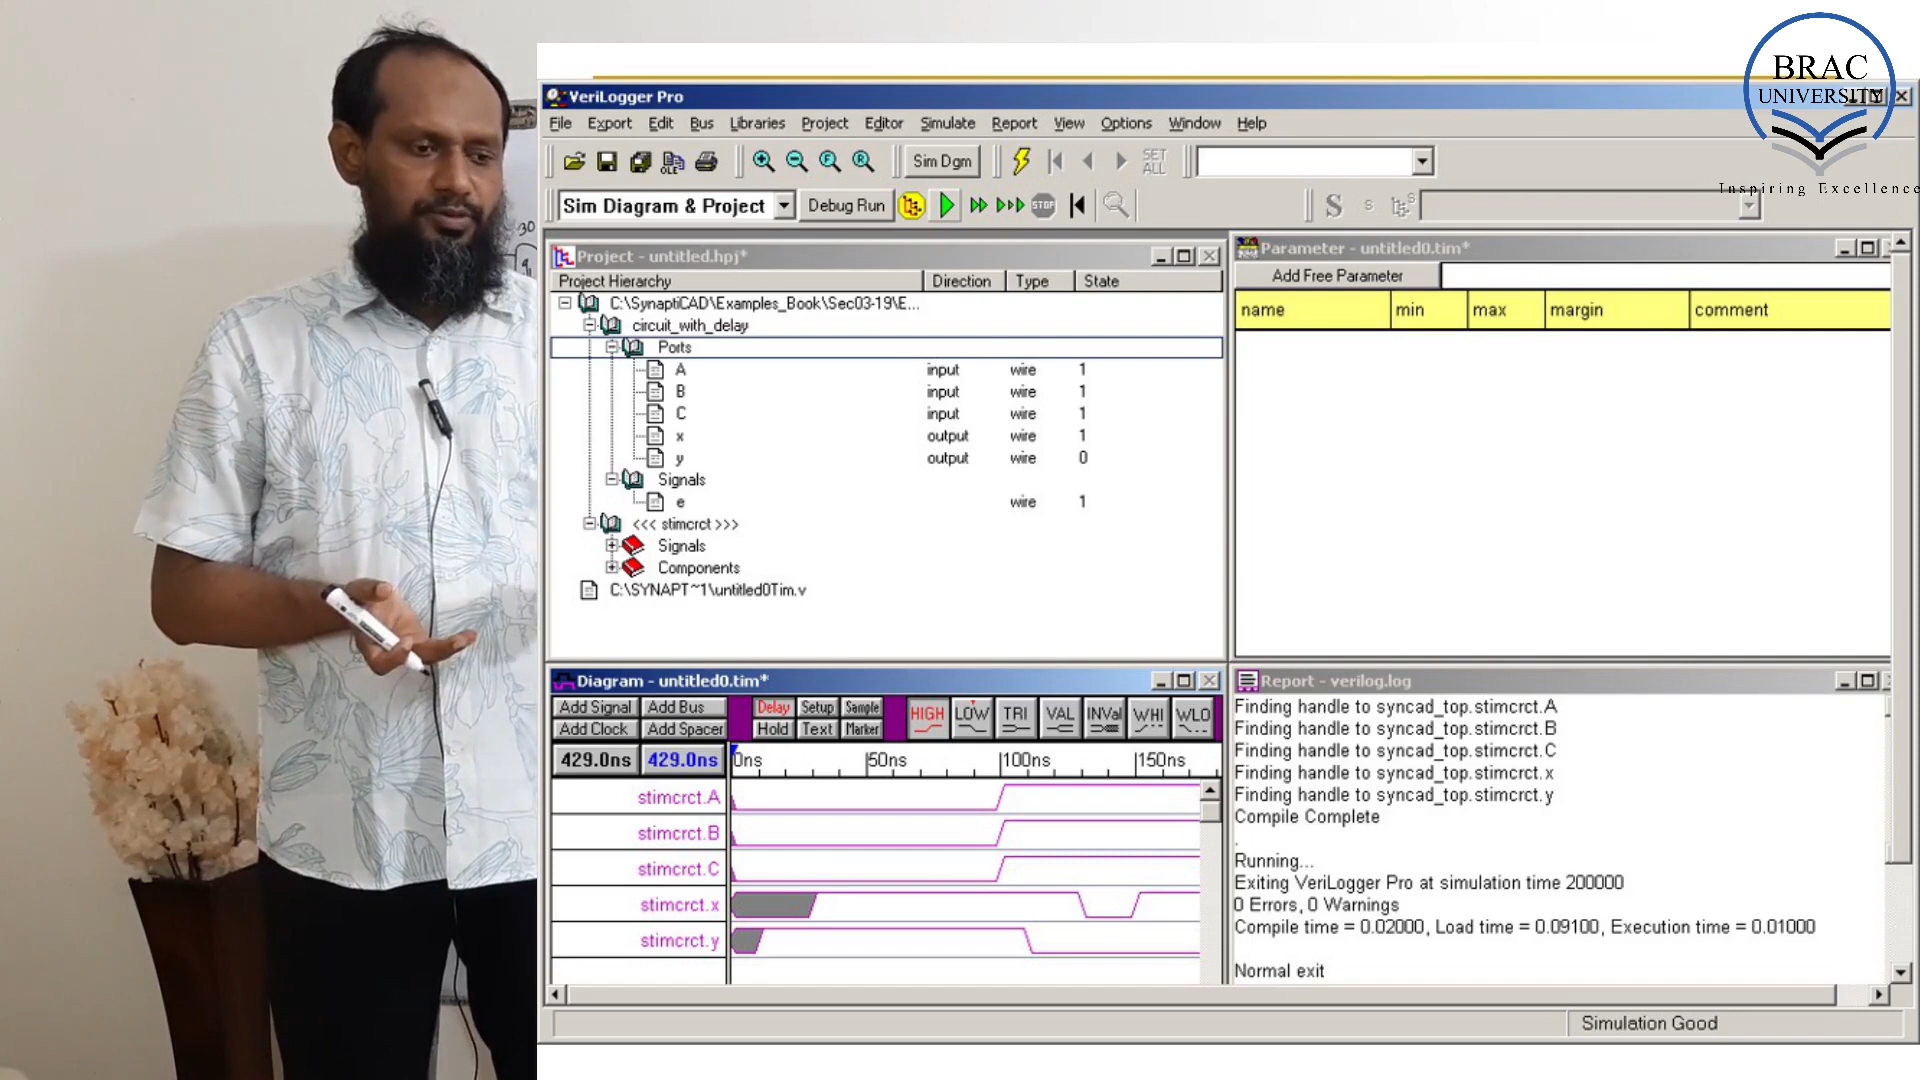 BRAC
UNIVERSITY
Inspiring Excellence
VeriLogger Pro
File Export Edit Bus Libraries Project Editor Simulate Report View Options Window Help
Sim Dgm
SET ALL
Sim Diagram & Project Debug Run STOP S s
30
Project - untitled.hpj*
Project Hierarchy Direction Type State
C:\SynaptiCAD\Examples_Book\Sec03-19\E...
circuit_with_delay
Ports
A input wire 1
B input wire 1
C input wire 1
x output wire 1
y output wire 0
Signals
e wire 1
<<< stimcrct >>>
Signals
Components
C:\SYNAPT~1\untitled0Tim.v
Parameter - untitled0.tim*
Add Free Parameter
name min max margin comment
Diagram - untitled0.tim*
Add Signal Add Bus Delay Setup Sample HIGH LOW TRI VAL INVal WHI WLO
Add Clock Add Spacer Hold Text Marker
429.0ns 429.0ns 0ns 50ns 100ns 150ns
stimcrct.A
stimcrct.B
stimcrct.C
stimcrct.x
stimcrct.y
Report - verilog.log
Finding handle to syncad_top.stimcrct.A
Finding handle to syncad_top.stimcrct.B
Finding handle to syncad_top.stimcrct.C
Finding handle to syncad_top.stimcrct.x
Finding handle to syncad_top.stimcrct.y
Compile Complete
.
Running...
Exiting VeriLogger Pro at simulation time 200000
0 Errors, 0 Warnings
Compile time = 0.02000, Load time = 0.09100, Execution time = 0.01000
Normal exit
Simulation Good